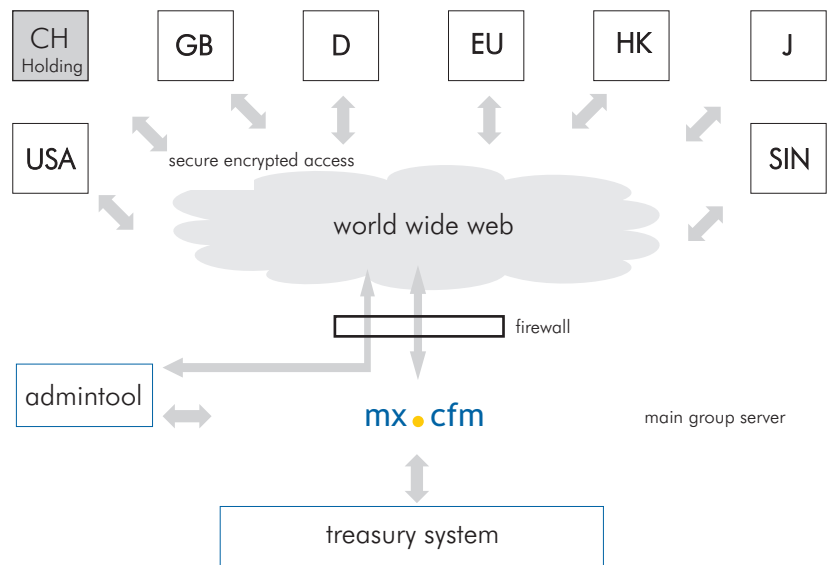 CH
Holding
GB
D
EU
HK
J
USA
SIN
secure encrypted access
world wide web
firewall
admintool
mx.cfm
main group server
treasury system